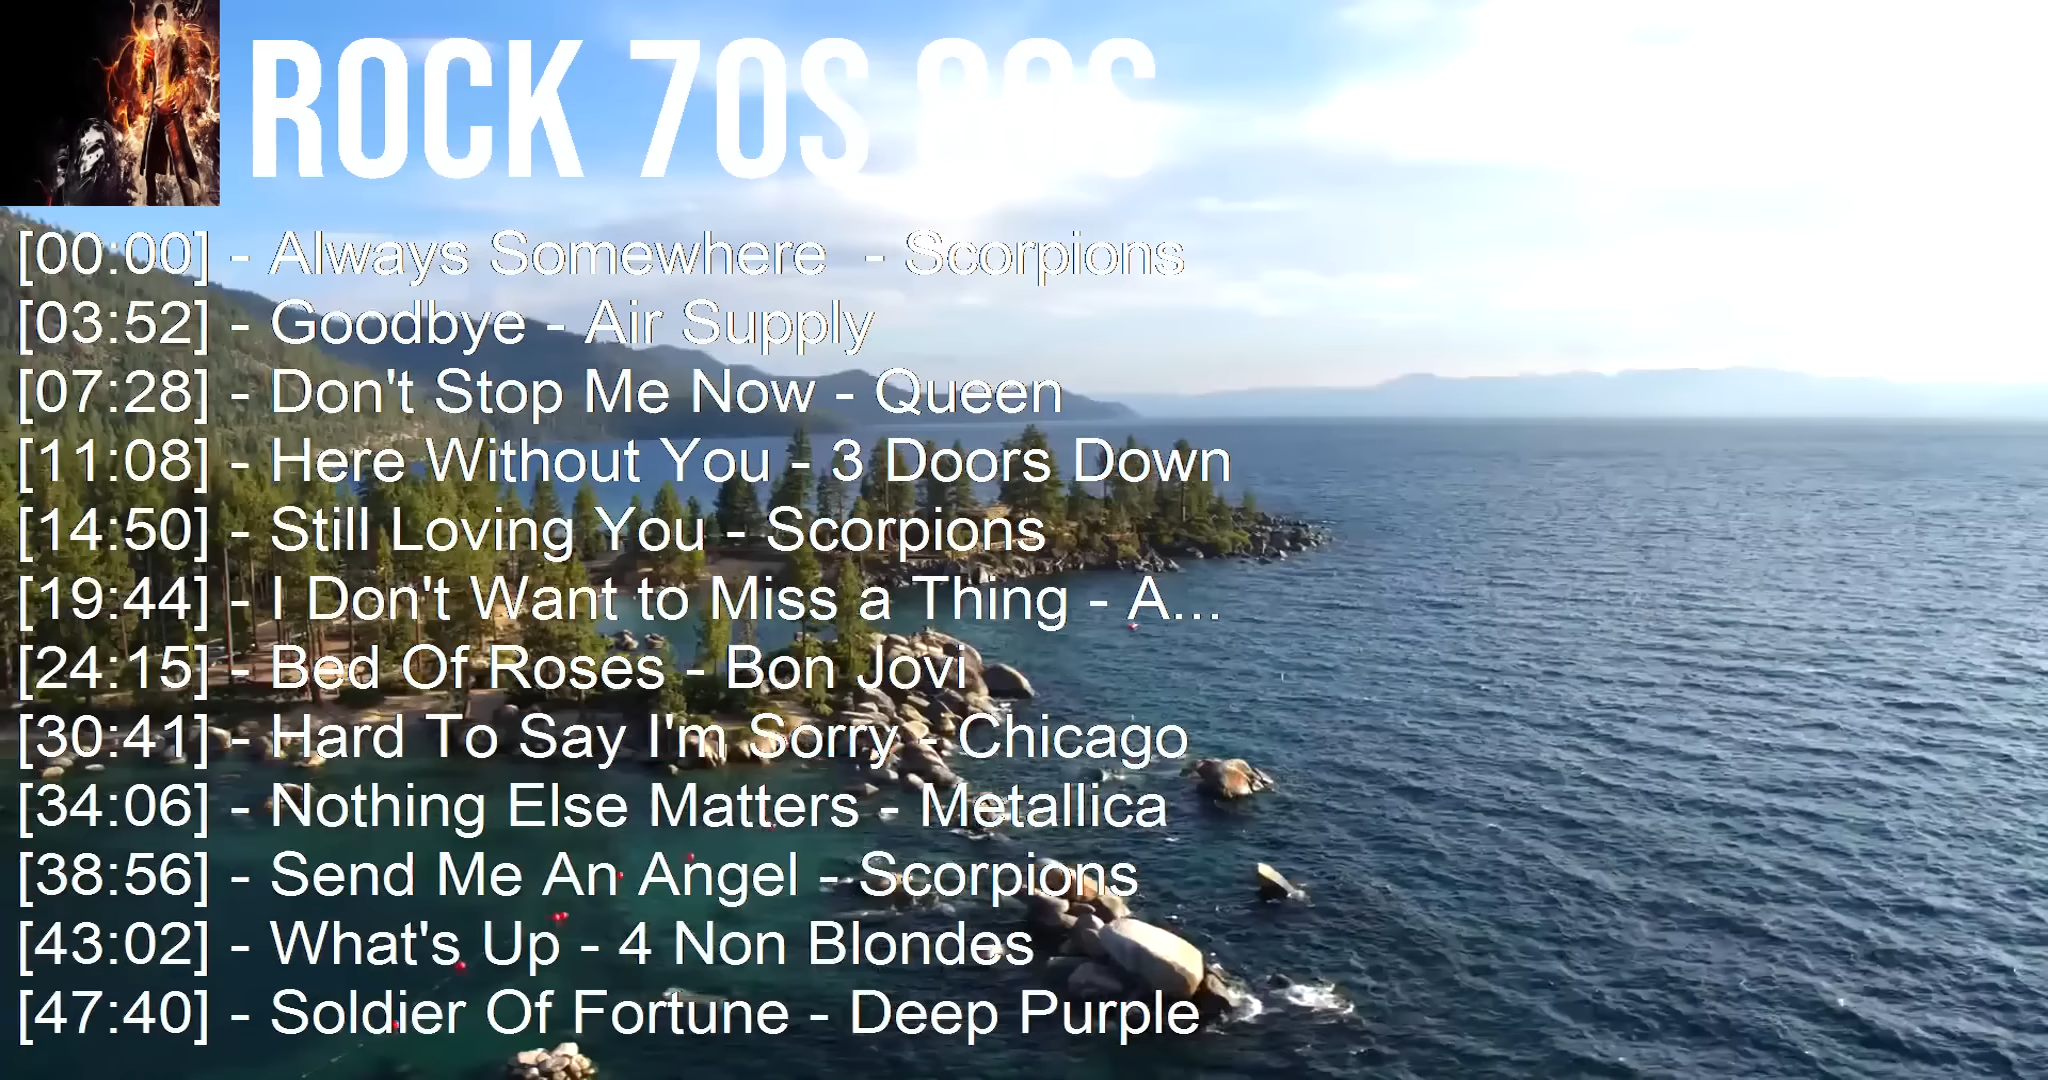 ROCK 70S
[00:00] - Always Somewhere  - Scorpions
[03:52] - Goodbye - Air Supply
[07:28] - Don't Stop Me Now - Queen
[11:08] - Here Without You - 3 Doors Down
[14:50] - Still Loving You - Scorpions
[19:44] - I Don't Want to Miss a Thing - A...
[24:15] - Bed Of Roses - Bon Jovi
[30:41] - Hard To Say I'm Sorry - Chicago
[34:06] - Nothing Else Matters - Metallica
[38:56] - Send Me An Angel - Scorpions
[43:02] - What's Up - 4 Non Blondes
[47:40] - Soldier Of Fortune - Deep Purple